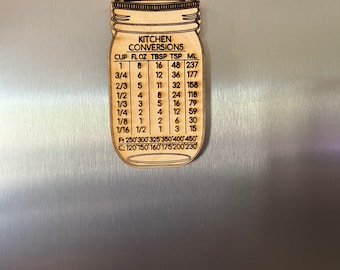 KITCHEN
CONVERSIONS
CUP FL OZ TBSP TSP ML
1 8 16 48 237
3/4 6 12 36 177
2/3 5 11 32 158
1/2 4 8 24 118
1/3 3 5 16 79
1/4 2 4 12 59
1/8 1 2 6 30
1/16 1/2 1 3 15
F: 250° 300° 325° 350° 400° 450°
C: 120° 150° 160° 175° 200° 230°